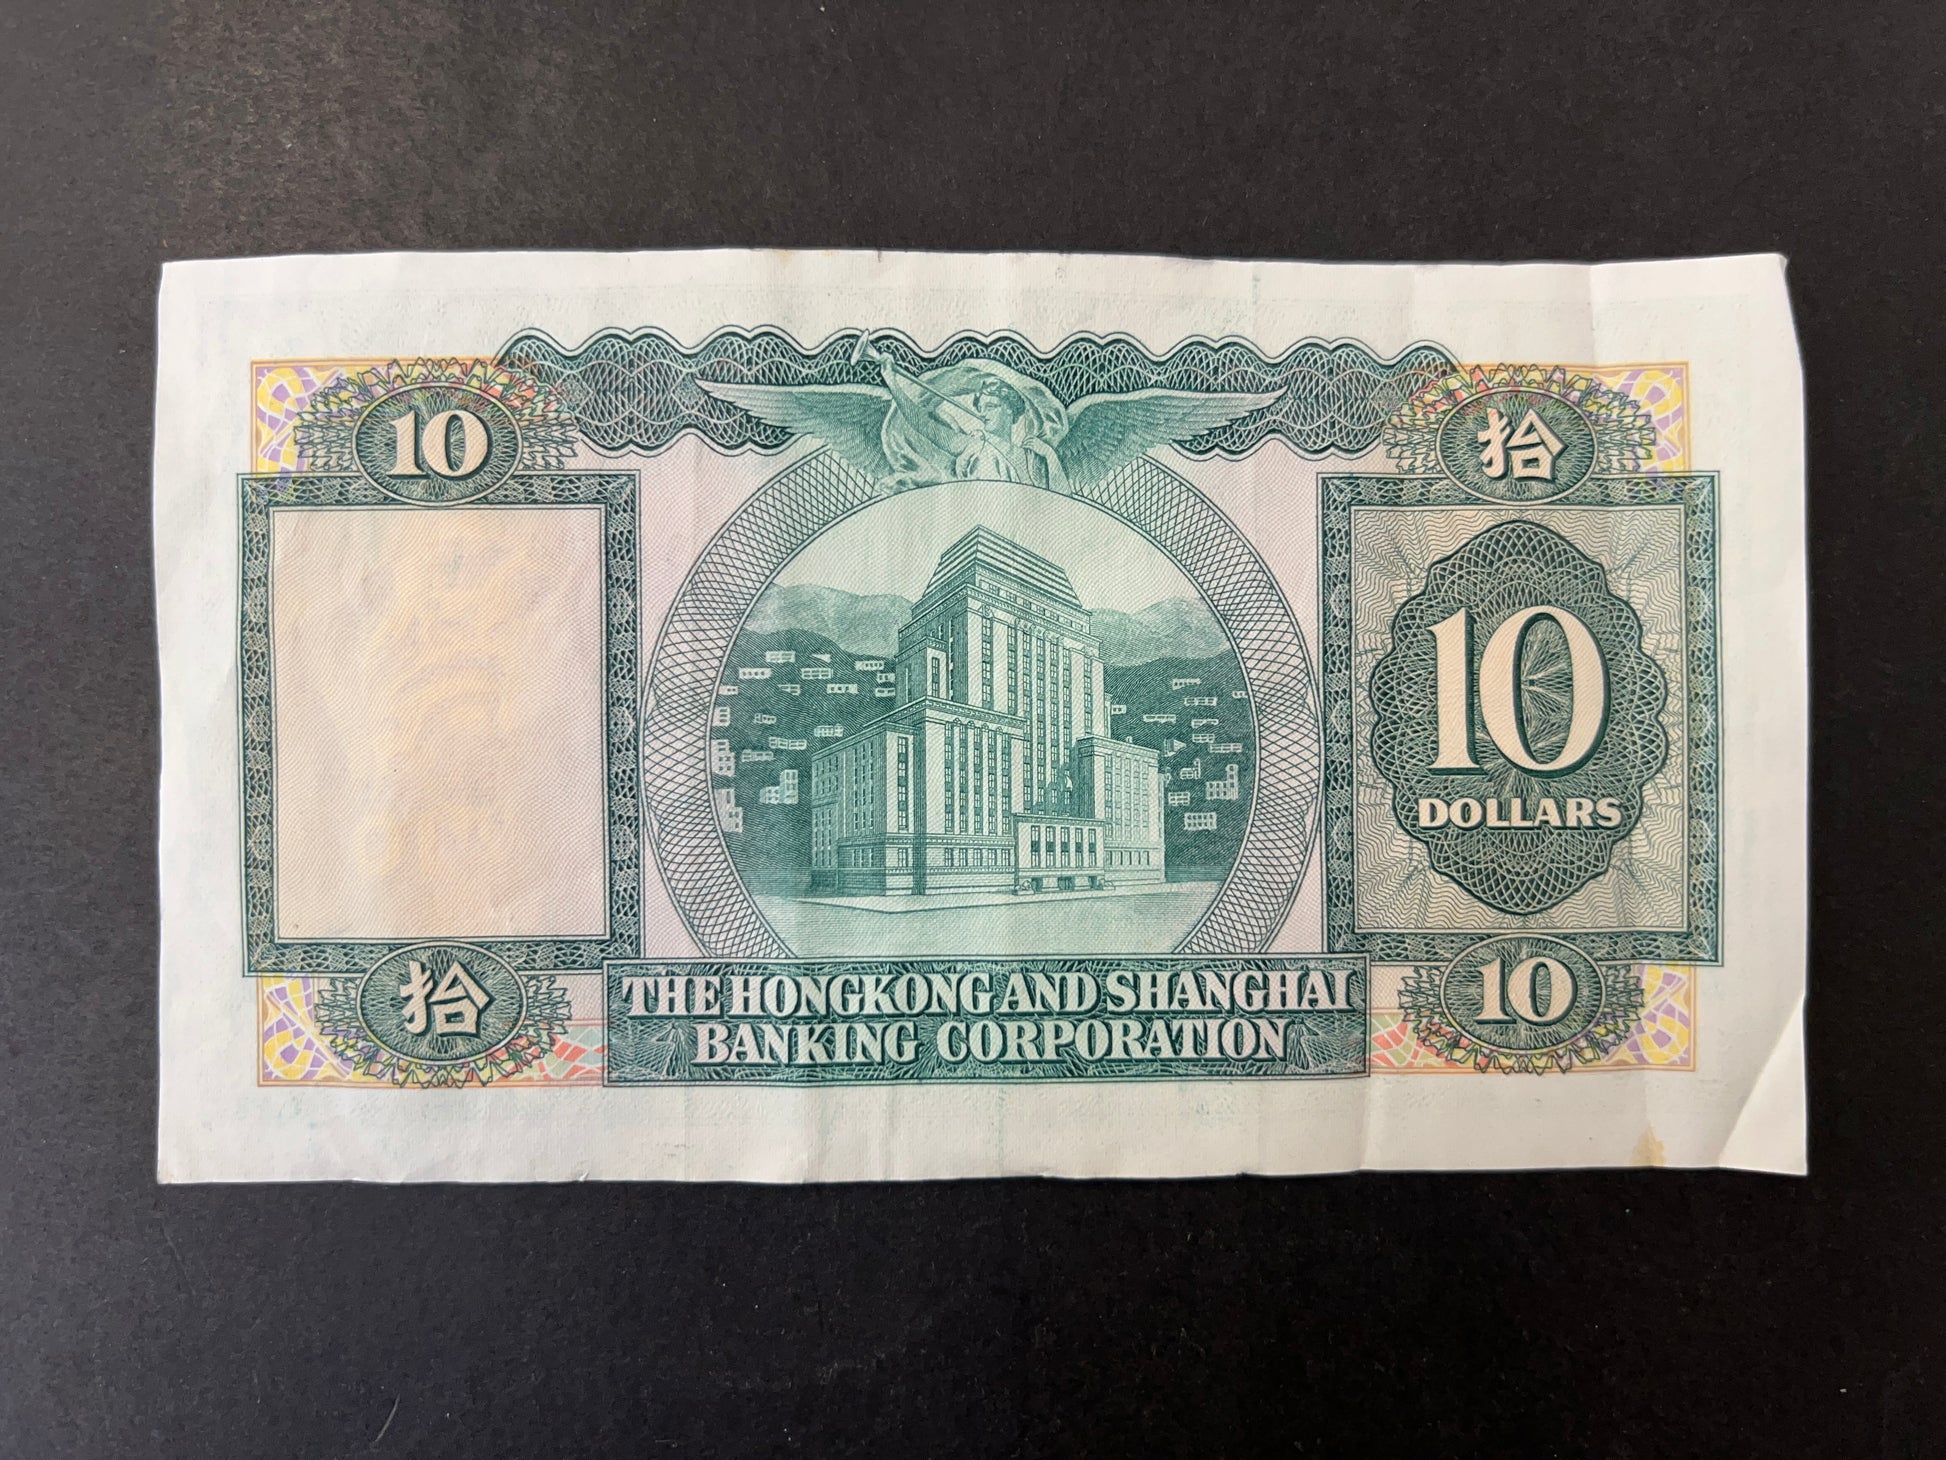 10
拾
10
DOLLARS
拾
10
THE HONGKONG AND SHANGHAI
BANKING CORPORATION